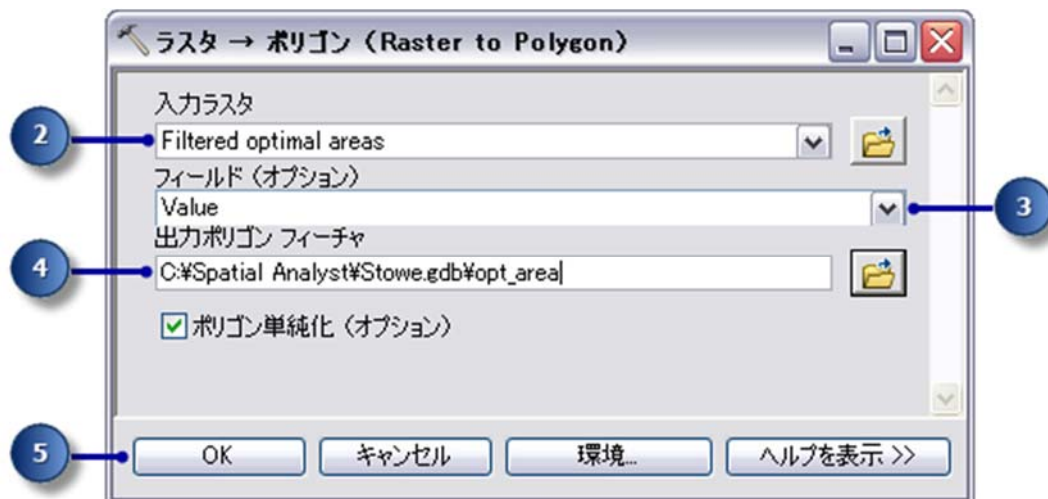 ラスタ → ポリゴン (Raster to Polygon)
入力ラスタ
2
Filtered optimal areas
フィールド (オプション)
Value
3
出力ポリゴン フィーチャ
4
C:¥Spatial Analyst¥Stowe.gdb¥opt_area
ポリゴン単純化 (オプション)
5
OK キャンセル 環境... ヘルプを表示 >>